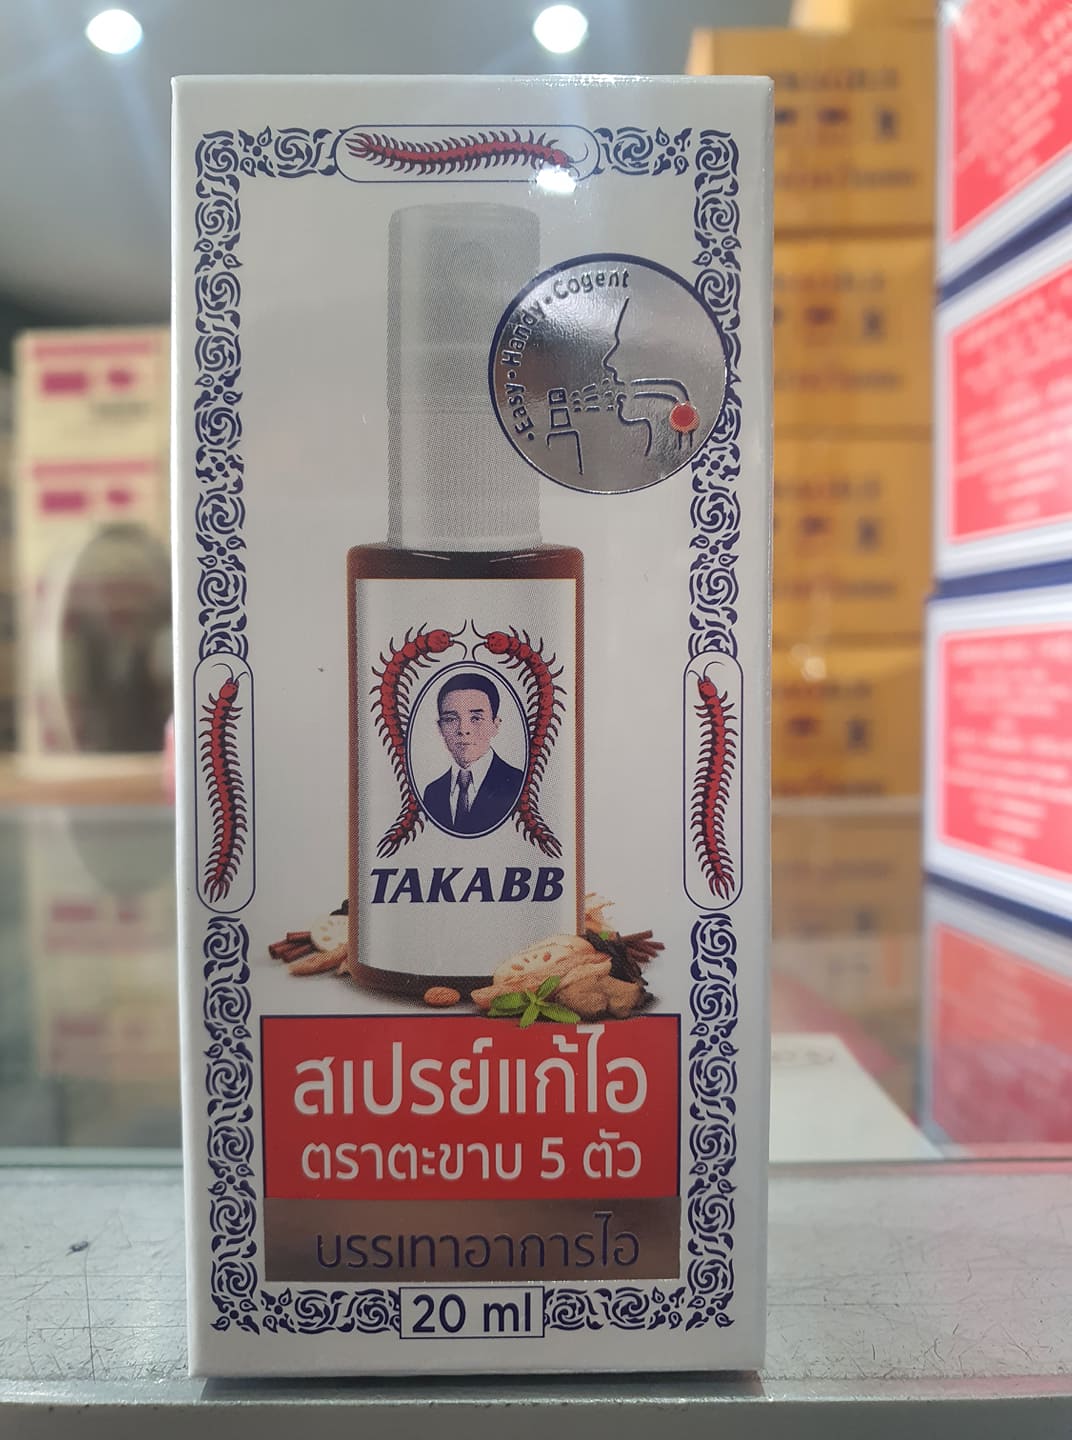 ·Easy·Handy·Cogent
TAKABB
สเปรย์แก้ไอ
ตราตะขาบ 5 ตัว
บรรเทาอาการไอ
20 ml